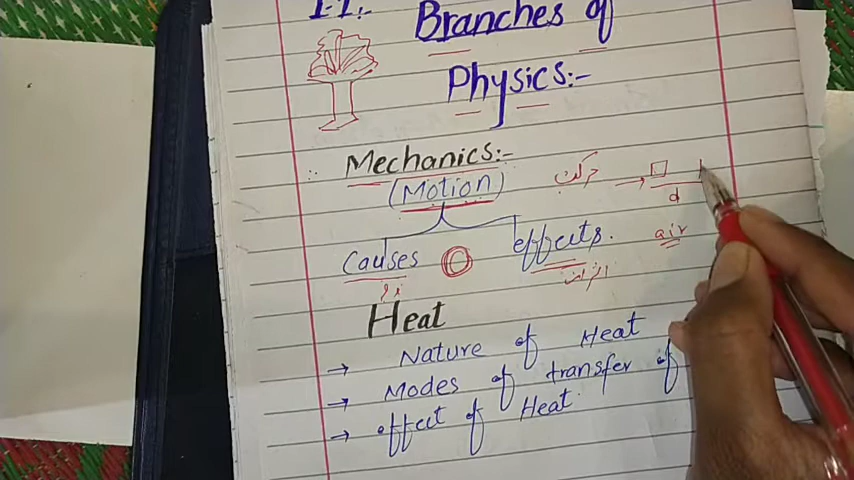 1.1:
Branches of
Physics:-
Mechanics:-
(Motion) حرکت
d
Causes effects. air
اثرات
Heat
→ Nature of Heat
→ Modes of transfer of
→ effect of Heat